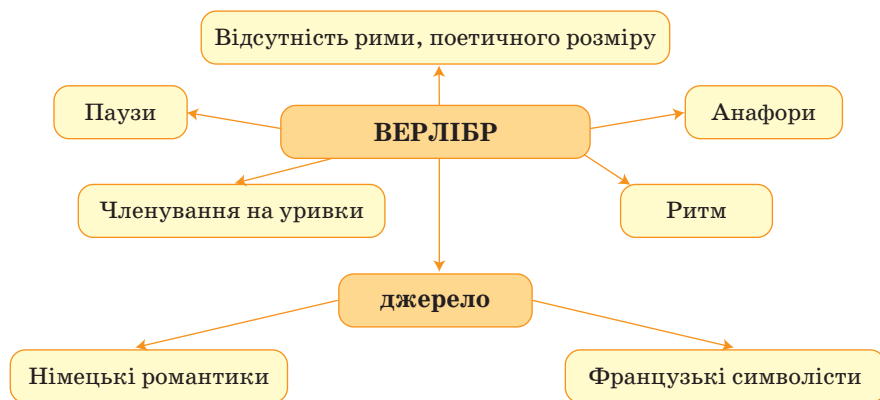 Відсутність рими, поетичного розміру
Паузи
ВЕРЛІБР
Анафори
Членування на уривки
Ритм
джерело
Німецькі романтики
Французькі символісти